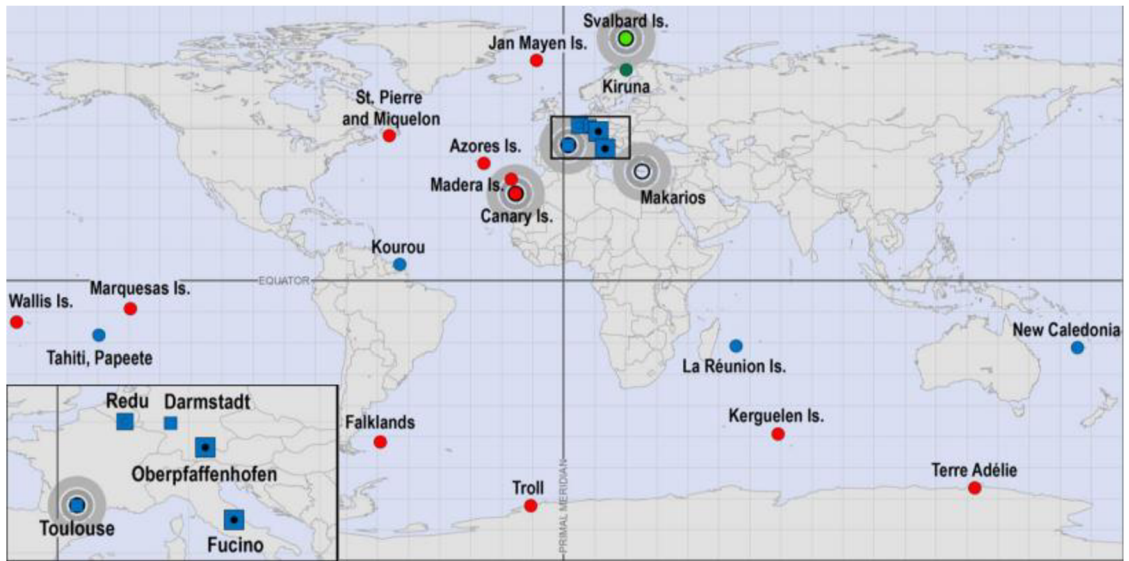 Svalbard Is.
Jan Mayen Is.
Kiruna
St. Pierre
and Miquelon
Azores Is.
Madera Is.
Canary Is.
Makarios
Kourou
EQUATOR
Marquesas Is.
Wallis Is.
Tahiti, Papeete
New Caledonia
La Réunion Is.
Redu
Darmstadt
Oberpfaffenhofen
Toulouse
Fucino
Falklands
Kerguelen Is.
Terre Adélie
Troll
PRIMAL MERIDIAN